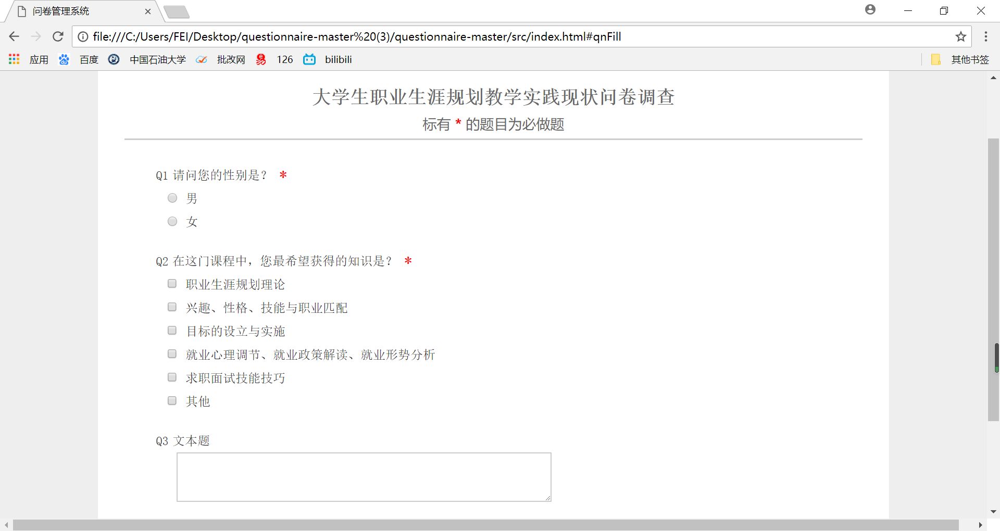 问卷管理系统
file:///C:/Users/FEI/Desktop/questionnaire-master%20(3)/questionnaire-master/src/index.html#qnFill
应用 百度 中国石油大学 批改网 126 bilibili 其他书签
大学生职业生涯规划教学实践现状问卷调查
标有 * 的题目为必做题
Q1 请问您的性别是？ *
男
女
Q2 在这门课程中，您最希望获得的知识是？ *
职业生涯规划理论
兴趣、性格、技能与职业匹配
目标的设立与实施
就业心理调节、就业政策解读、就业形势分析
求职面试技能技巧
其他
Q3 文本题